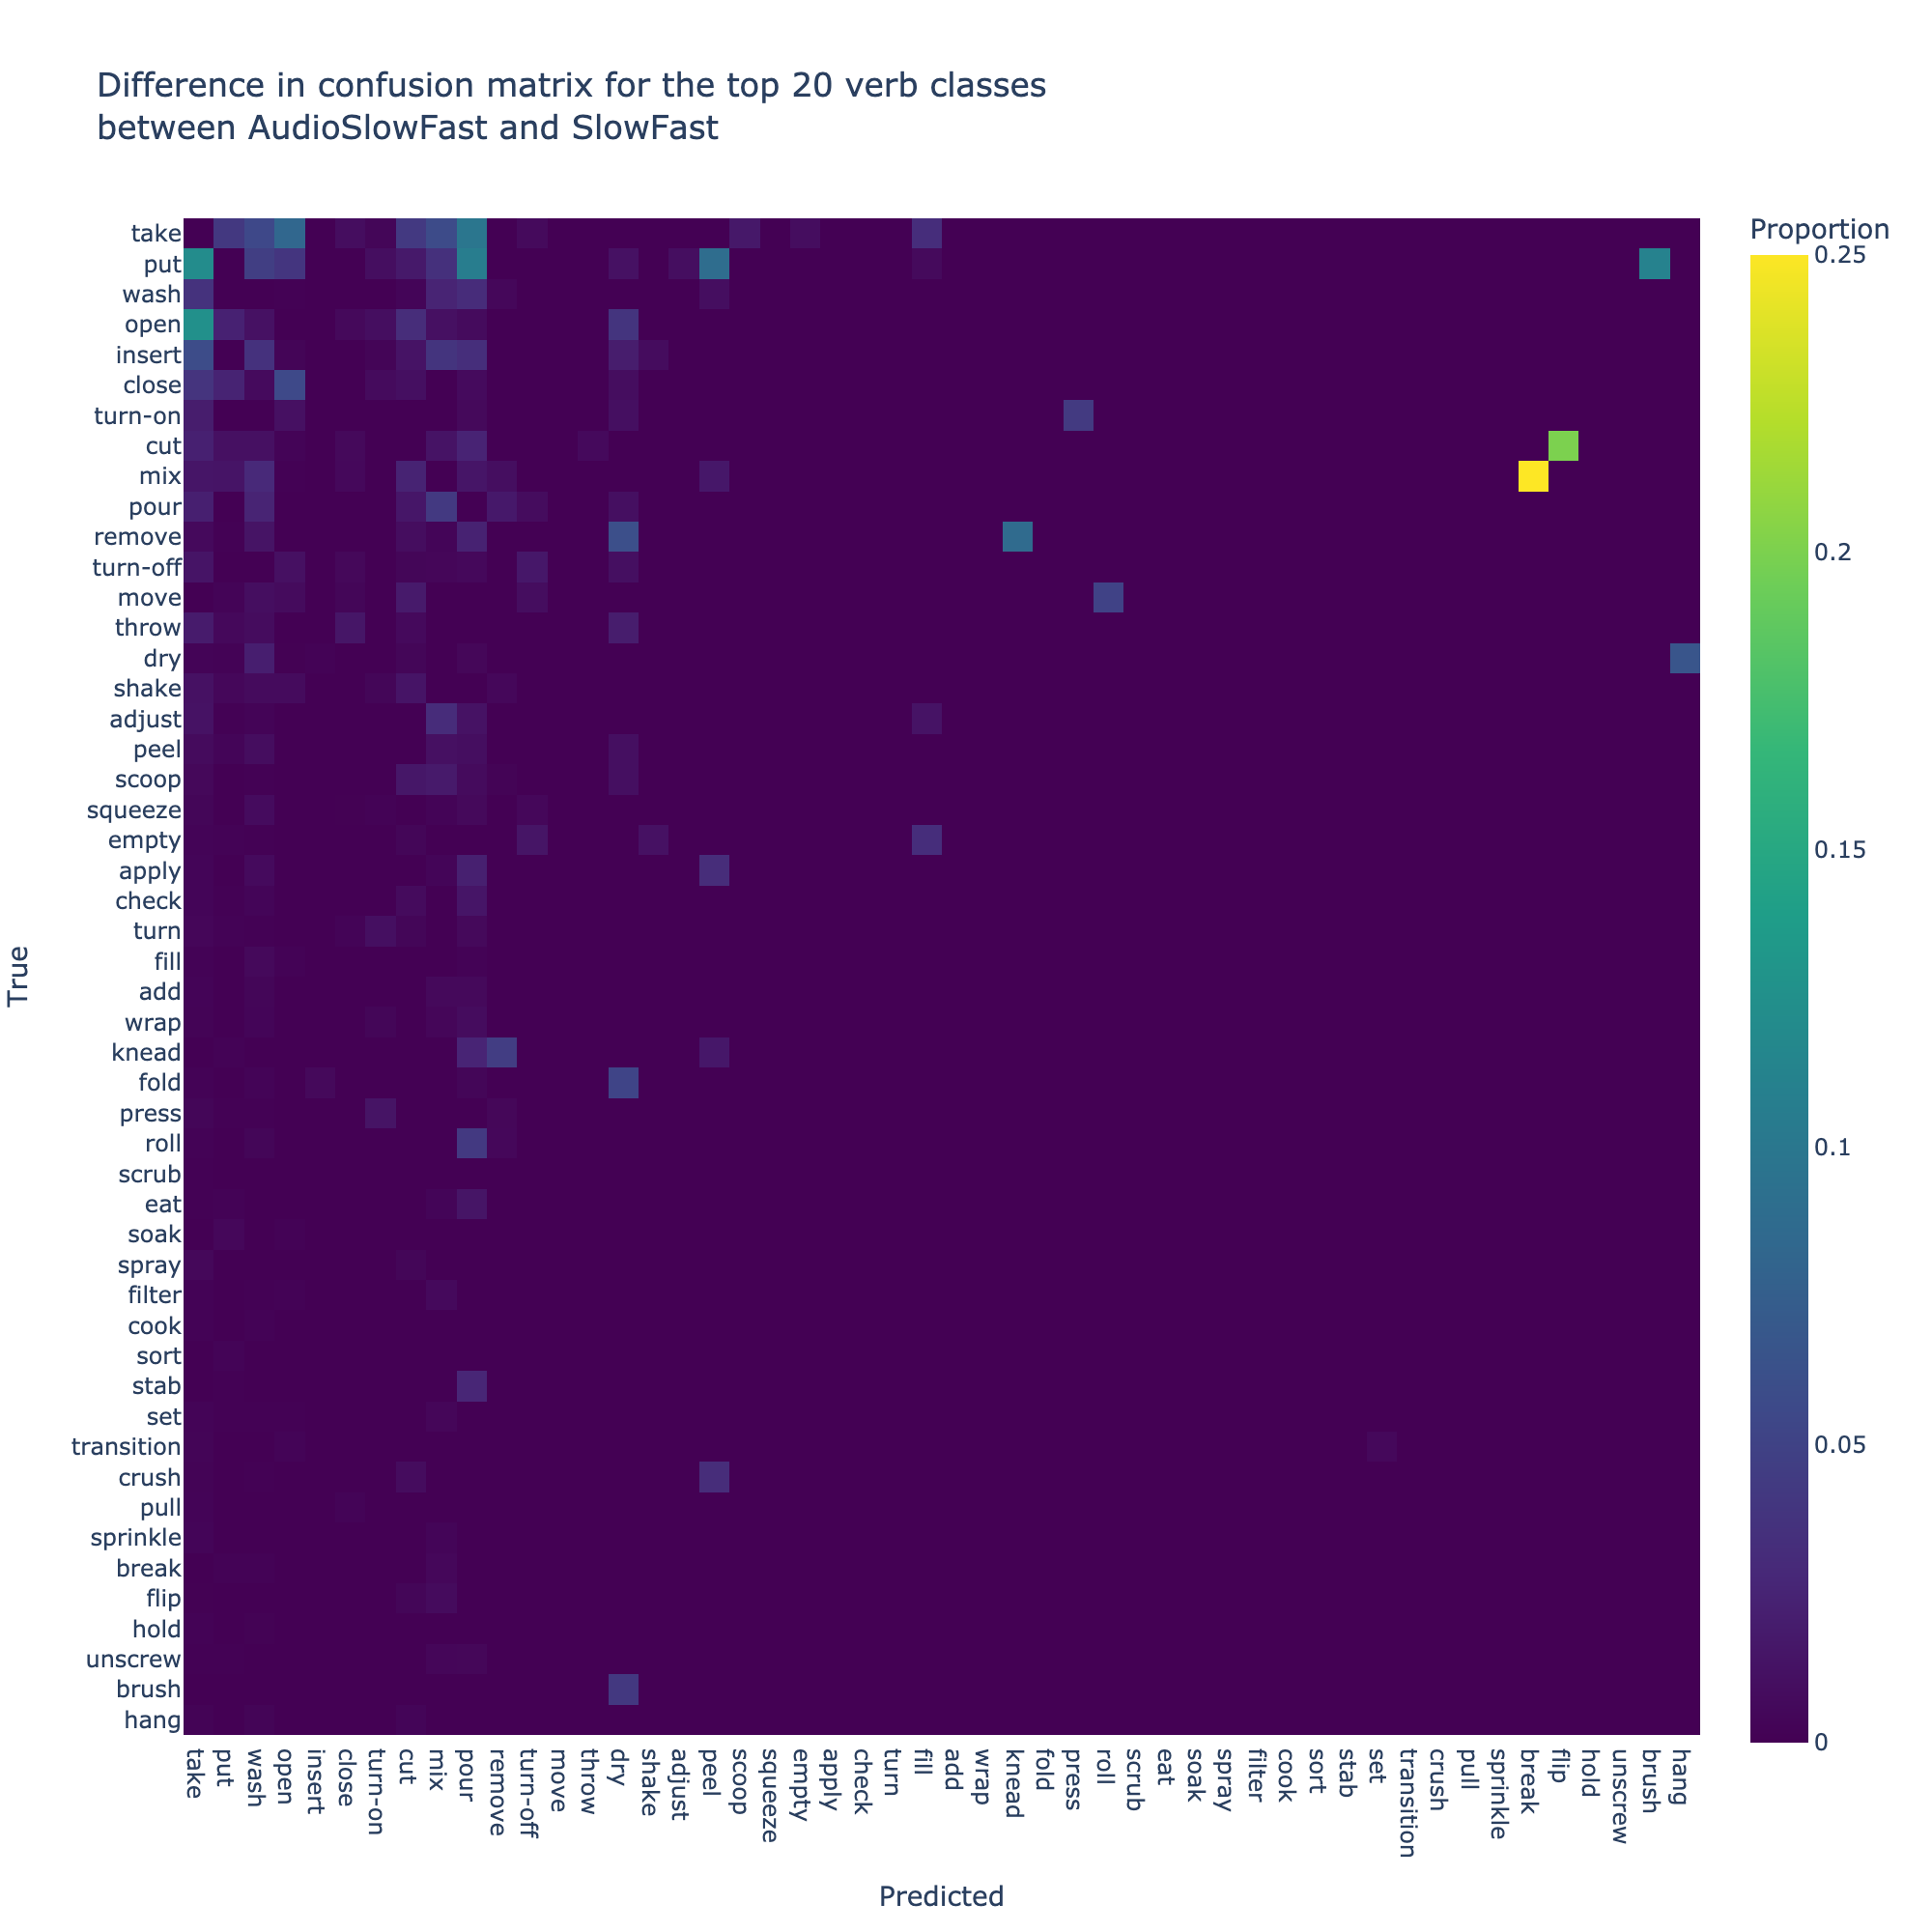 Difference in confusion matrix for the top 20 verb classes
between AudioSlowFast and SlowFast
Proportion
0.25
0.2
0.15
0.1
0.05
0
True
take
put
wash
open
insert
close
turn-on
cut
mix
pour
remove
turn-off
move
throw
dry
shake
adjust
peel
scoop
squeeze
empty
apply
check
turn
fill
add
wrap
knead
fold
press
roll
scrub
eat
soak
spray
filter
cook
sort
stab
set
transition
crush
pull
sprinkle
break
flip
hold
unscrew
brush
hang
take
put
wash
open
insert
close
turn-on
cut
mix
pour
remove
turn-off
move
throw
dry
shake
adjust
peel
scoop
squeeze
empty
apply
check
turn
fill
add
wrap
knead
fold
press
roll
scrub
eat
soak
spray
filter
cook
sort
stab
set
transition
crush
pull
sprinkle
break
flip
hold
unscrew
brush
hang
Predicted